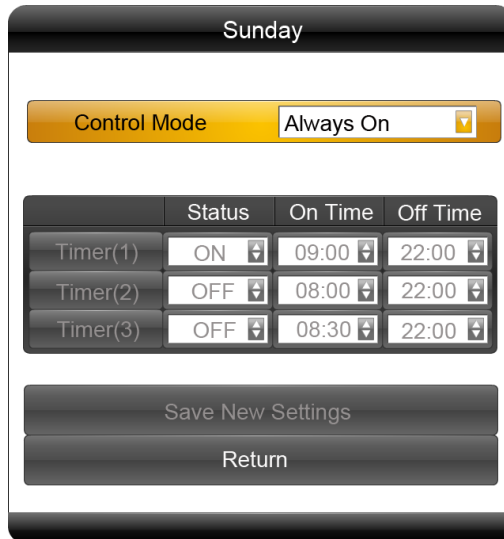 Sunday
Control Mode Always On
Status On Time Off Time
Timer(1) ON 09:00 22:00
Timer(2) OFF 08:00 22:00
Timer(3) OFF 08:30 22:00
Save New Settings
Return